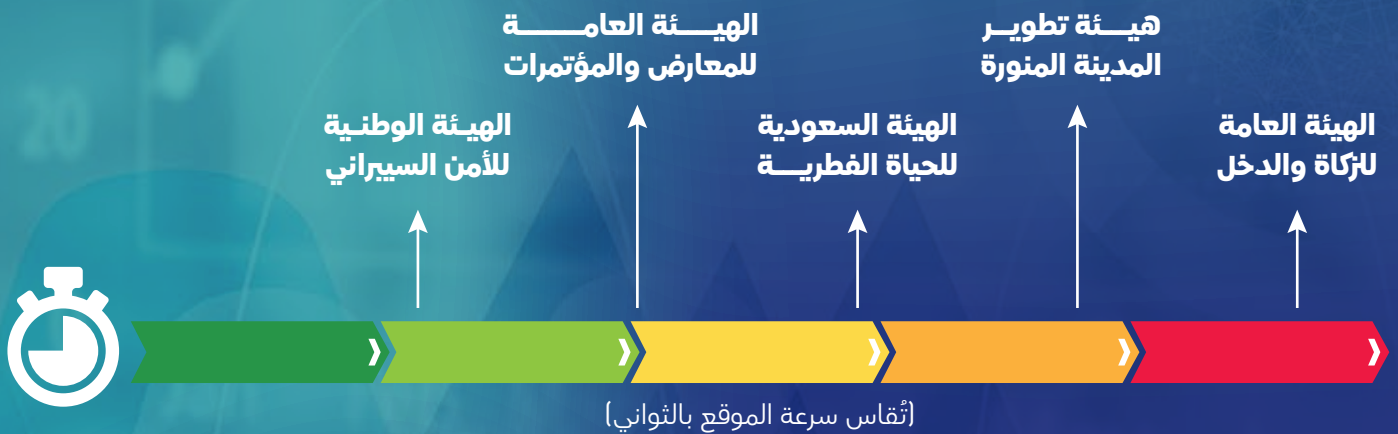 هيئة تطوير
المدينة المنورة
الهيئة العامة
للمعارض والمؤتمرات
الهيئة العامة
للزكاة والدخل
الهيئة السعودية
للحياة الفطرية
الهيئة الوطنية
للأمن السيبراني
20
(تُقاس سرعة الموقع بالثواني)